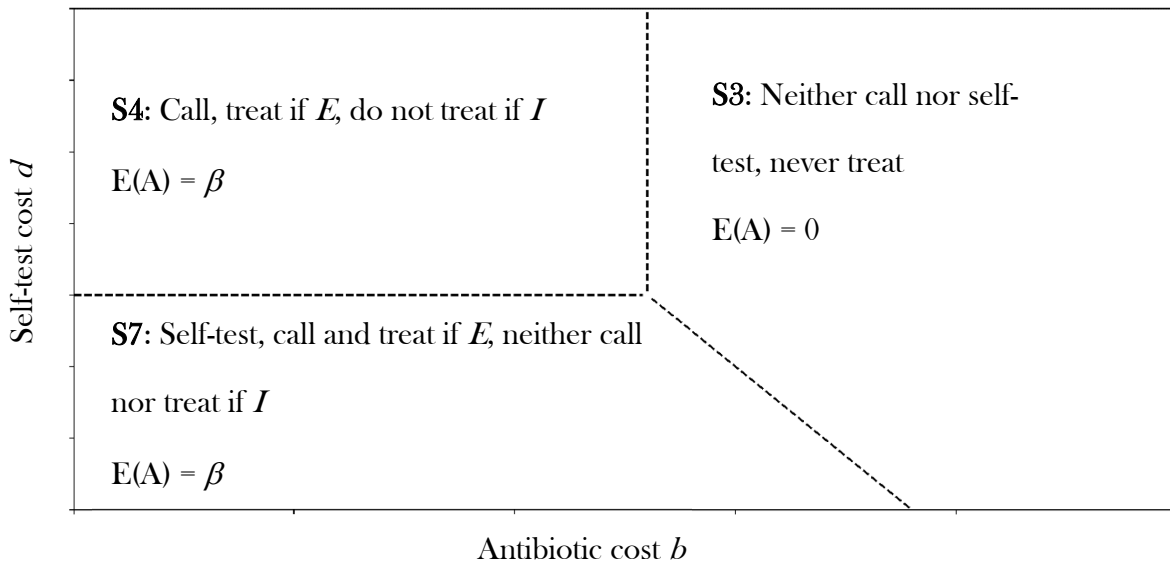 Self-test cost d
S4: Call, treat if E, do not treat if I
E(A) = β
S3: Neither call nor self-
test, never treat
E(A) = 0
S7: Self-test, call and treat if E, neither call
nor treat if I
E(A) = β
Antibiotic cost b